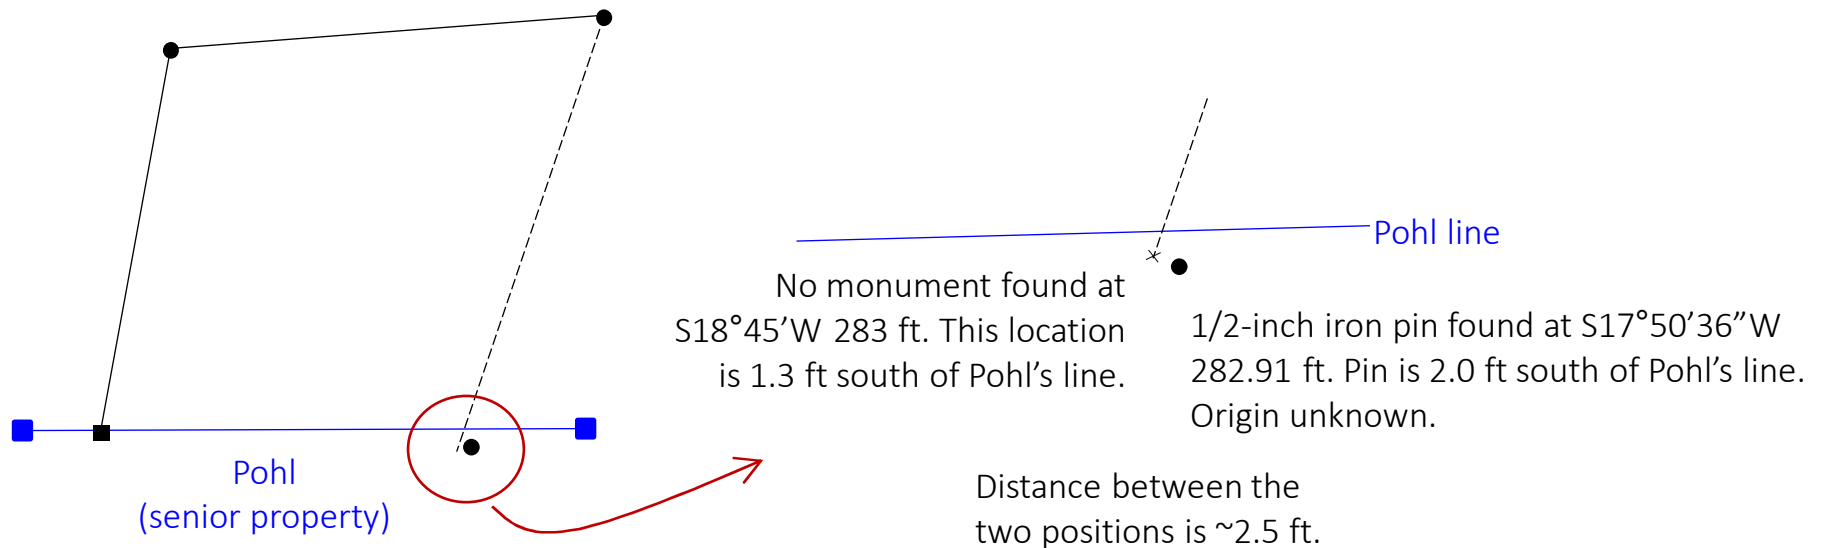 Pohl line
No monument found at
S18°45’W 283 ft. This location
is 1.3 ft south of Pohl’s line.
1/2-inch iron pin found at S17°50’36”W
282.91 ft. Pin is 2.0 ft south of Pohl’s line.
Origin unknown.
Pohl
(senior property)
Distance between the
two positions is ~2.5 ft.